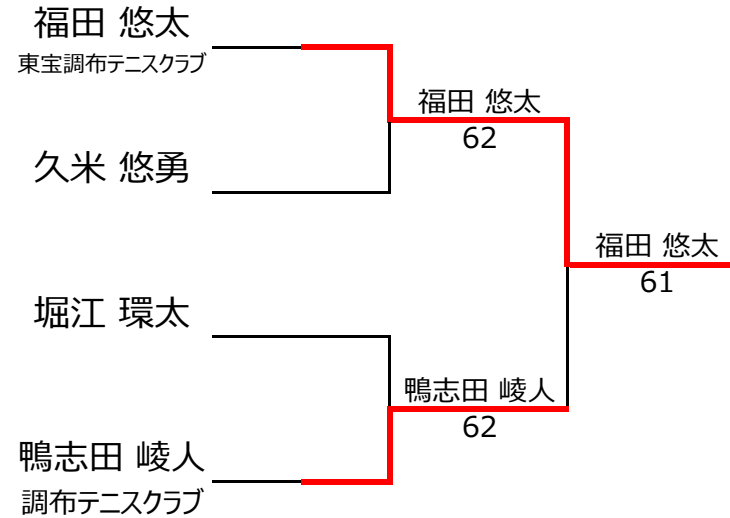 福田 悠太
東宝調布テニスクラブ
福田 悠太
62
久米 悠勇
福田 悠太
61
堀江 環太
鴨志田 崚人
62
鴨志田 崚人
調布テニスクラブ